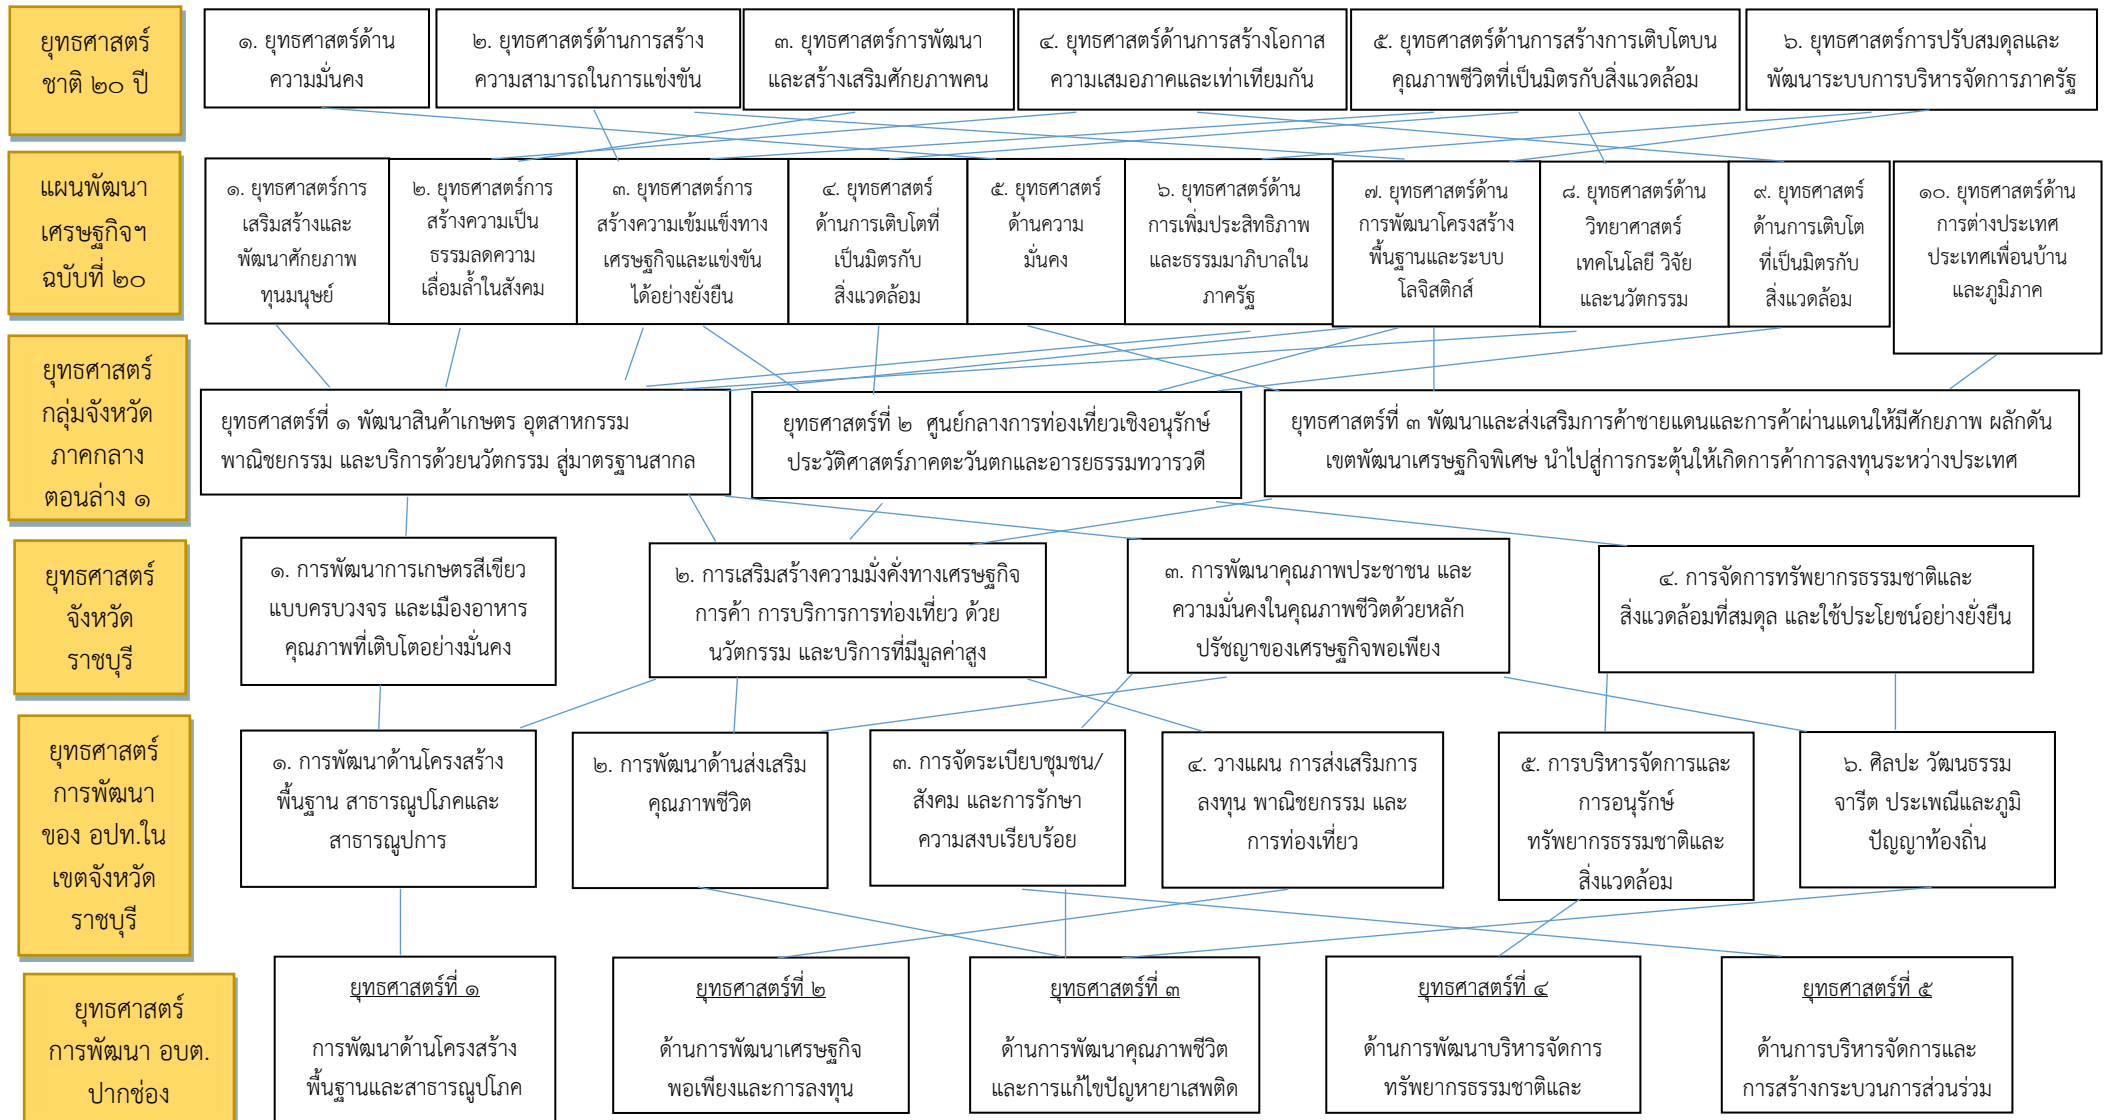 ยุทธศาสตร์
ชาติ ๒๐ ปี
๑. ยุทธศาสตร์ด้าน
ความมั่นคง
๒. ยุทธศาสตร์ด้านการสร้าง
ความสามารถในการแข่งขัน
๓. ยุทธศาสตร์การพัฒนา
และสร้างเสริมศักยภาพคน
๔. ยุทธศาสตร์ด้านการสร้างโอกาส
ความเสมอภาคและเท่าเทียมกัน
๕. ยุทธศาสตร์ด้านการสร้างการเติบโตบน
คุณภาพชีวิตที่เป็นมิตรกับสิ่งแวดล้อม
๖. ยุทธศาสตร์การปรับสมดุลและ
พัฒนาระบบการบริหารจัดการภาครัฐ
แผนพัฒนา
เศรษฐกิจฯ
ฉบับที่ ๒๐
๑. ยุทธศาสตร์การ
เสริมสร้างและ
พัฒนาศักยภาพ
ทุนมนุษย์
๒. ยุทธศาสตร์การ
สร้างความเป็น
ธรรมลดความ
เลื่อมล้ำในสังคม
๓. ยุทธศาสตร์การ
สร้างความเข้มแข็งทาง
เศรษฐกิจและแข่งขัน
ได้อย่างยั่งยืน
๔. ยุทธศาสตร์
ด้านการเติบโตที่
เป็นมิตรกับ
สิ่งแวดล้อม
๕. ยุทธศาสตร์
ด้านความ
มั่นคง
๖. ยุทธศาสตร์ด้าน
การเพิ่มประสิทธิภาพ
และธรรมมาภิบาลใน
ภาครัฐ
๗. ยุทธศาสตร์ด้าน
การพัฒนาโครงสร้าง
พื้นฐานและระบบ
โลจิสติกส์
๘. ยุทธศาสตร์ด้าน
วิทยาศาสตร์
เทคโนโลยี วิจัย
และนวัตกรรม
๙. ยุทธศาสตร์
ด้านการเติบโต
ที่เป็นมิตรกับ
สิ่งแวดล้อม
๑๐. ยุทธศาสตร์ด้าน
การต่างประเทศ
ประเทศเพื่อนบ้าน
และภูมิภาค
ยุทธศาสตร์
กลุ่มจังหวัด
ภาคกลาง
ตอนล่าง ๑
ยุทธศาสตร์ที่ ๑ พัฒนาสินค้าเกษตร อุตสาหกรรม
พาณิชยกรรม และบริการด้วยนวัตกรรม สู่มาตรฐานสากล
ยุทธศาสตร์ที่ ๒ ศูนย์กลางการท่องเที่ยวเชิงอนุรักษ์
ประวัติศาสตร์ภาคตะวันตกและอารยธรรมทวารวดี
ยุทธศาสตร์ที่ ๓ พัฒนาและส่งเสริมการค้าชายแดนและการค้าผ่านแดนให้มีศักยภาพ ผลักดัน
เขตพัฒนาเศรษฐกิจพิเศษ นำไปสู่การกระตุ้นให้เกิดการค้าการลงทุนระหว่างประเทศ
ยุทธศาสตร์
จังหวัด
ราชบุรี
๑. การพัฒนาการเกษตรสีเขียว
แบบครบวงจร และเมืองอาหาร
คุณภาพที่เติบโตอย่างมั่นคง
๒. การเสริมสร้างความมั่งคั่งทางเศรษฐกิจ
การค้า การบริการการท่องเที่ยว ด้วย
นวัตกรรม และบริการที่มีมูลค่าสูง
๓. การพัฒนาคุณภาพประชาชน และ
ความมั่นคงในคุณภาพชีวิตด้วยหลัก
ปรัชญาของเศรษฐกิจพอเพียง
๔. การจัดการทรัพยากรธรรมชาติและ
สิ่งแวดล้อมที่สมดุล และใช้ประโยชน์อย่างยั่งยืน
ยุทธศาสตร์
การพัฒนา
ของ อปท.ใน
เขตจังหวัด
ราชบุรี
๑. การพัฒนาด้านโครงสร้าง
พื้นฐาน สาธารณูปโภคและ
สาธารณูปการ
๒. การพัฒนาด้านส่งเสริม
คุณภาพชีวิต
๓. การจัดระเบียบชุมชน/
สังคม และการรักษา
ความสงบเรียบร้อย
๔. วางแผน การส่งเสริมการ
ลงทุน พาณิชยกรรม และ
การท่องเที่ยว
๕. การบริหารจัดการและ
การอนุรักษ์
ทรัพยากรธรรมชาติและ
สิ่งแวดล้อม
๖. ศิลปะ วัฒนธรรม
จารีต ประเพณีและภูมิ
ปัญญาท้องถิ่น
ยุทธศาสตร์
การพัฒนา อบต.
ปากช่อง
ยุทธศาสตร์ที่ ๑
การพัฒนาด้านโครงสร้าง
พื้นฐานและสาธารณูปโภค
ยุทธศาสตร์ที่ ๒
ด้านการพัฒนาเศรษฐกิจ
พอเพียงและการลงทุน
ยุทธศาสตร์ที่ ๓
ด้านการพัฒนาคุณภาพชีวิต
และการแก้ไขปัญหายาเสพติด
ยุทธศาสตร์ที่ ๔
ด้านการพัฒนาบริหารจัดการ
ทรัพยากรธรรมชาติและ
ยุทธศาสตร์ที่ ๕
ด้านการบริหารจัดการและ
การสร้างกระบวนการส่วนร่วม